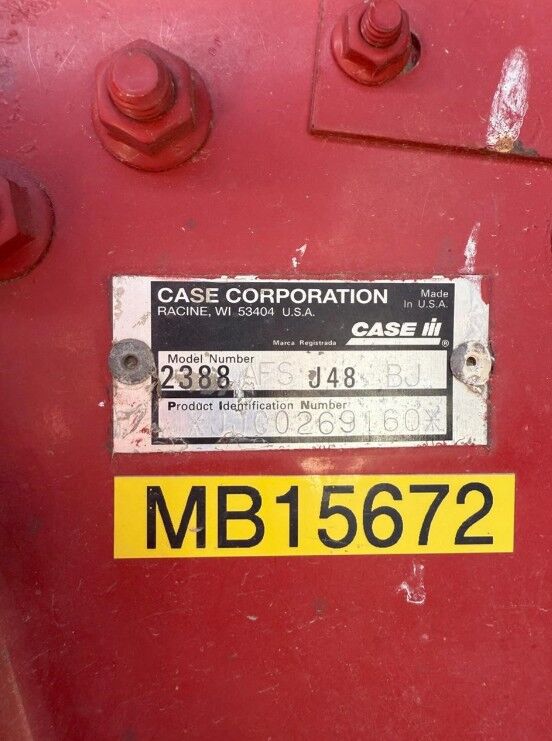 CASE CORPORATION
RACINE, WI 53404 U.S.A.
Made
In U.S.A.
Marca Registrada
CASE IH ®
Model Number
2388 AFS J48 BJ
Product Identification Number
*JJC0269160*
MB15672